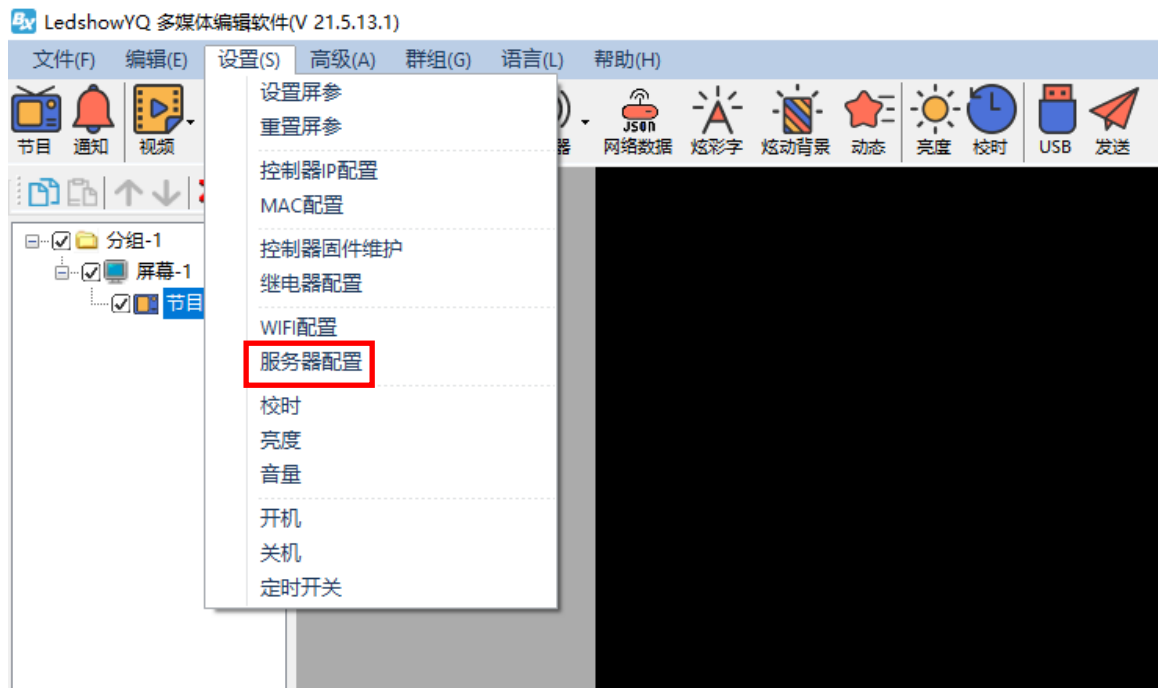 BX LedshowYQ 多媒体编辑软件(V 21.5.13.1)
文件(F) 编辑(E) 设置(S) 高级(A) 群组(G) 语言(L) 帮助(H)
节目 通知 视频 器 网络数据 炫彩字 炫动背景 动态 亮度 校时 USB 发送
Json
设置屏参
重置屏参
控制器IP配置
MAC配置
控制器固件维护
继电器配置
WIFI配置
服务器配置
校时
亮度
音量
开机
关机
定时开关
分组-1
屏幕-1
节目